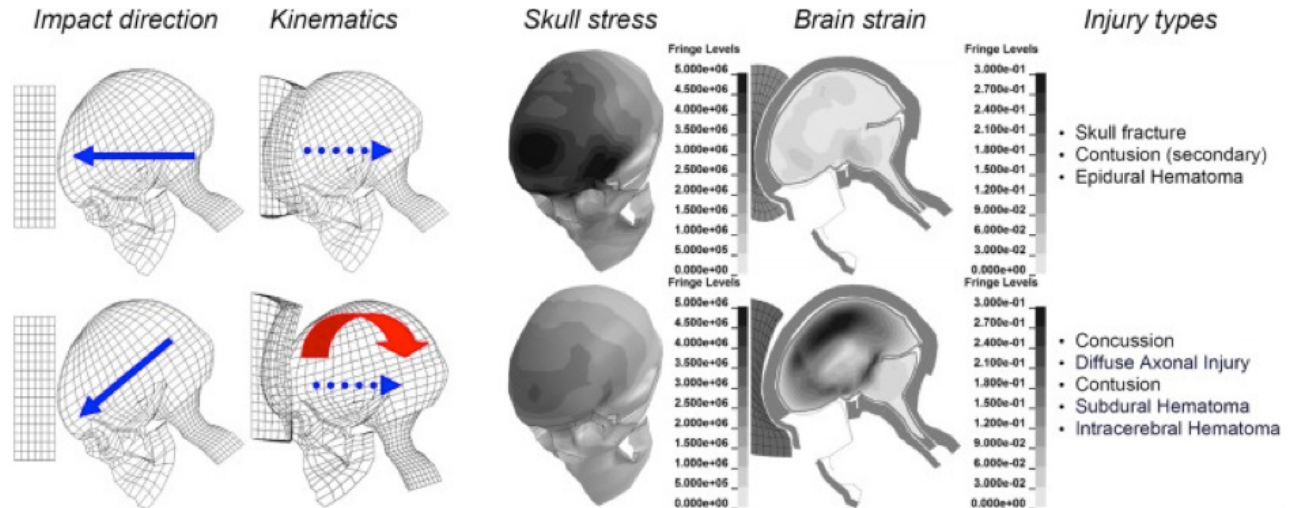 Impact direction Kinematics Skull stress Brain strain Injury types
Fringe Levels
5.000e+06
4.500e+06
4.000e+06
3.500e+06
3.000e+06
2.500e+06
2.000e+06
1.500e+06
1.000e+06
5.000e+05
0.000e+00
Fringe Levels
3.000e-01
2.700e-01
2.400e-01
2.100e-01
1.800e-01
1.500e-01
1.200e-01
9.000e-02
6.000e-02
3.000e-02
0.000e+00
• Skull fracture
• Contusion (secondary)
• Epidural Hematoma
Fringe Levels
5.000e+06
4.500e+06
4.000e+06
3.500e+06
3.000e+06
2.500e+06
2.000e+06
1.500e+06
1.000e+06
5.000e+05
0.000e+00
Fringe Levels
3.000e-01
2.700e-01
2.400e-01
2.100e-01
1.800e-01
1.500e-01
1.200e-01
9.000e-02
6.000e-02
3.000e-02
0.000e+00
• Concussion
• Diffuse Axonal Injury
• Contusion
• Subdural Hematoma
• Intracerebral Hematoma